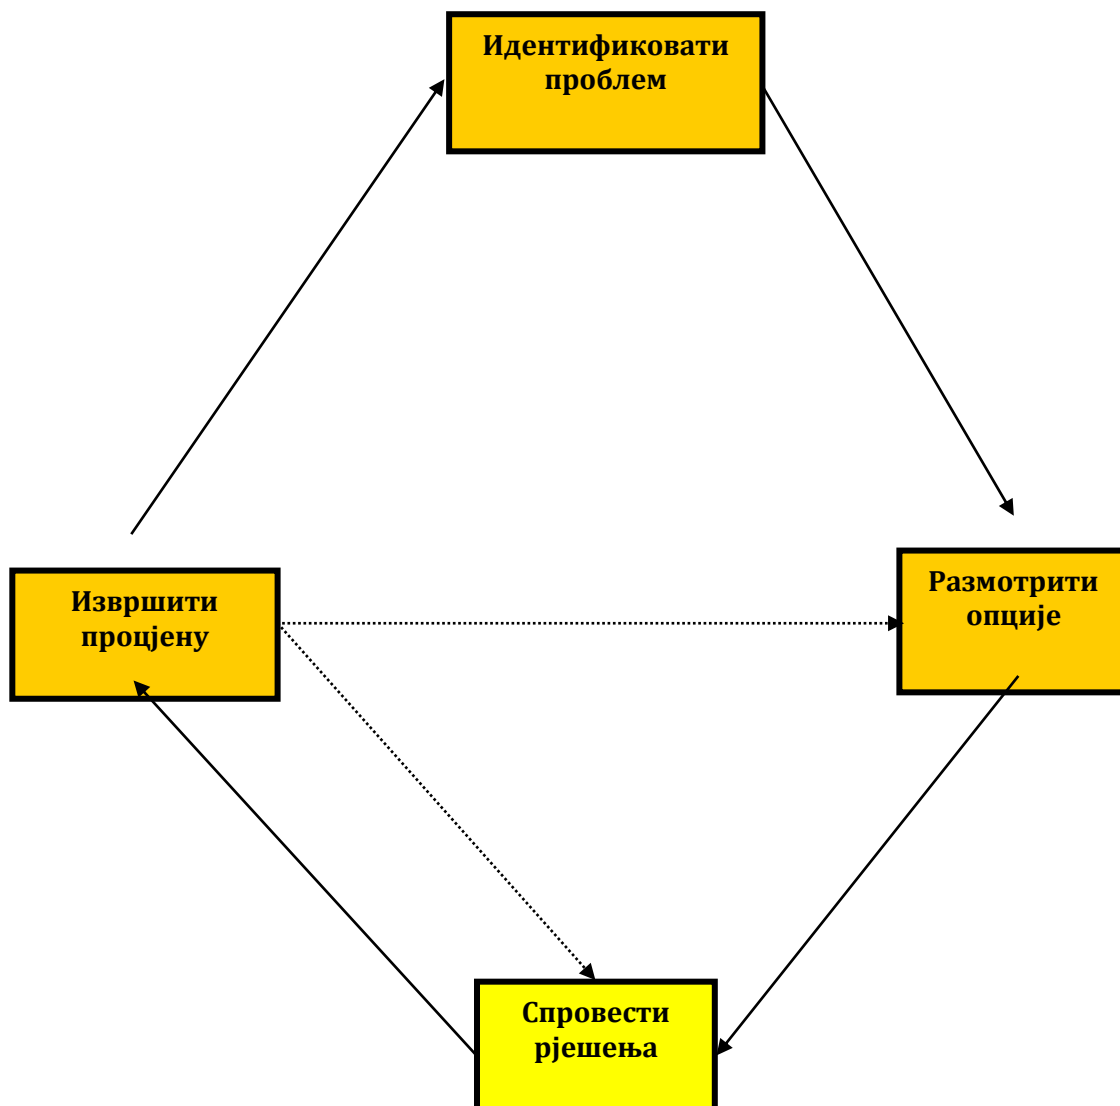 Идентификовати
проблем
Извршити
процјену
Размотрити
опције
Спровести
рјешења